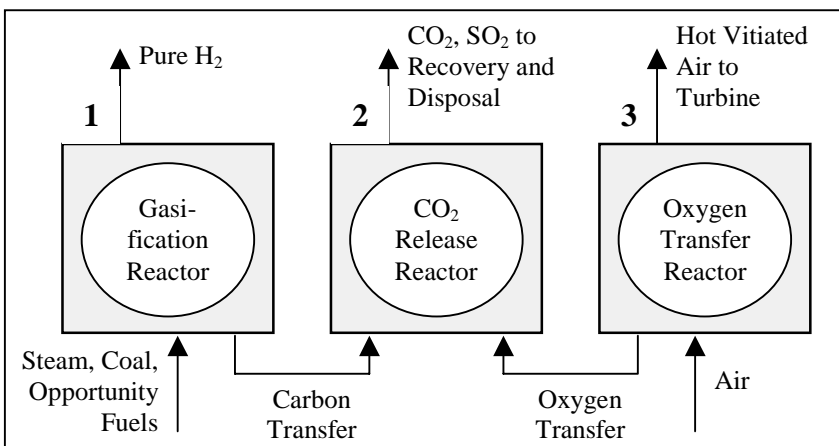 Pure H₂
CO₂, SO₂ to
Recovery and
Disposal
Hot Vitiated
Air to
Turbine
1
2
3
Gasi-
fication
Reactor
CO₂
Release
Reactor
Oxygen
Transfer
Reactor
Steam, Coal,
Opportunity
Fuels
Carbon
Transfer
Oxygen
Transfer
Air